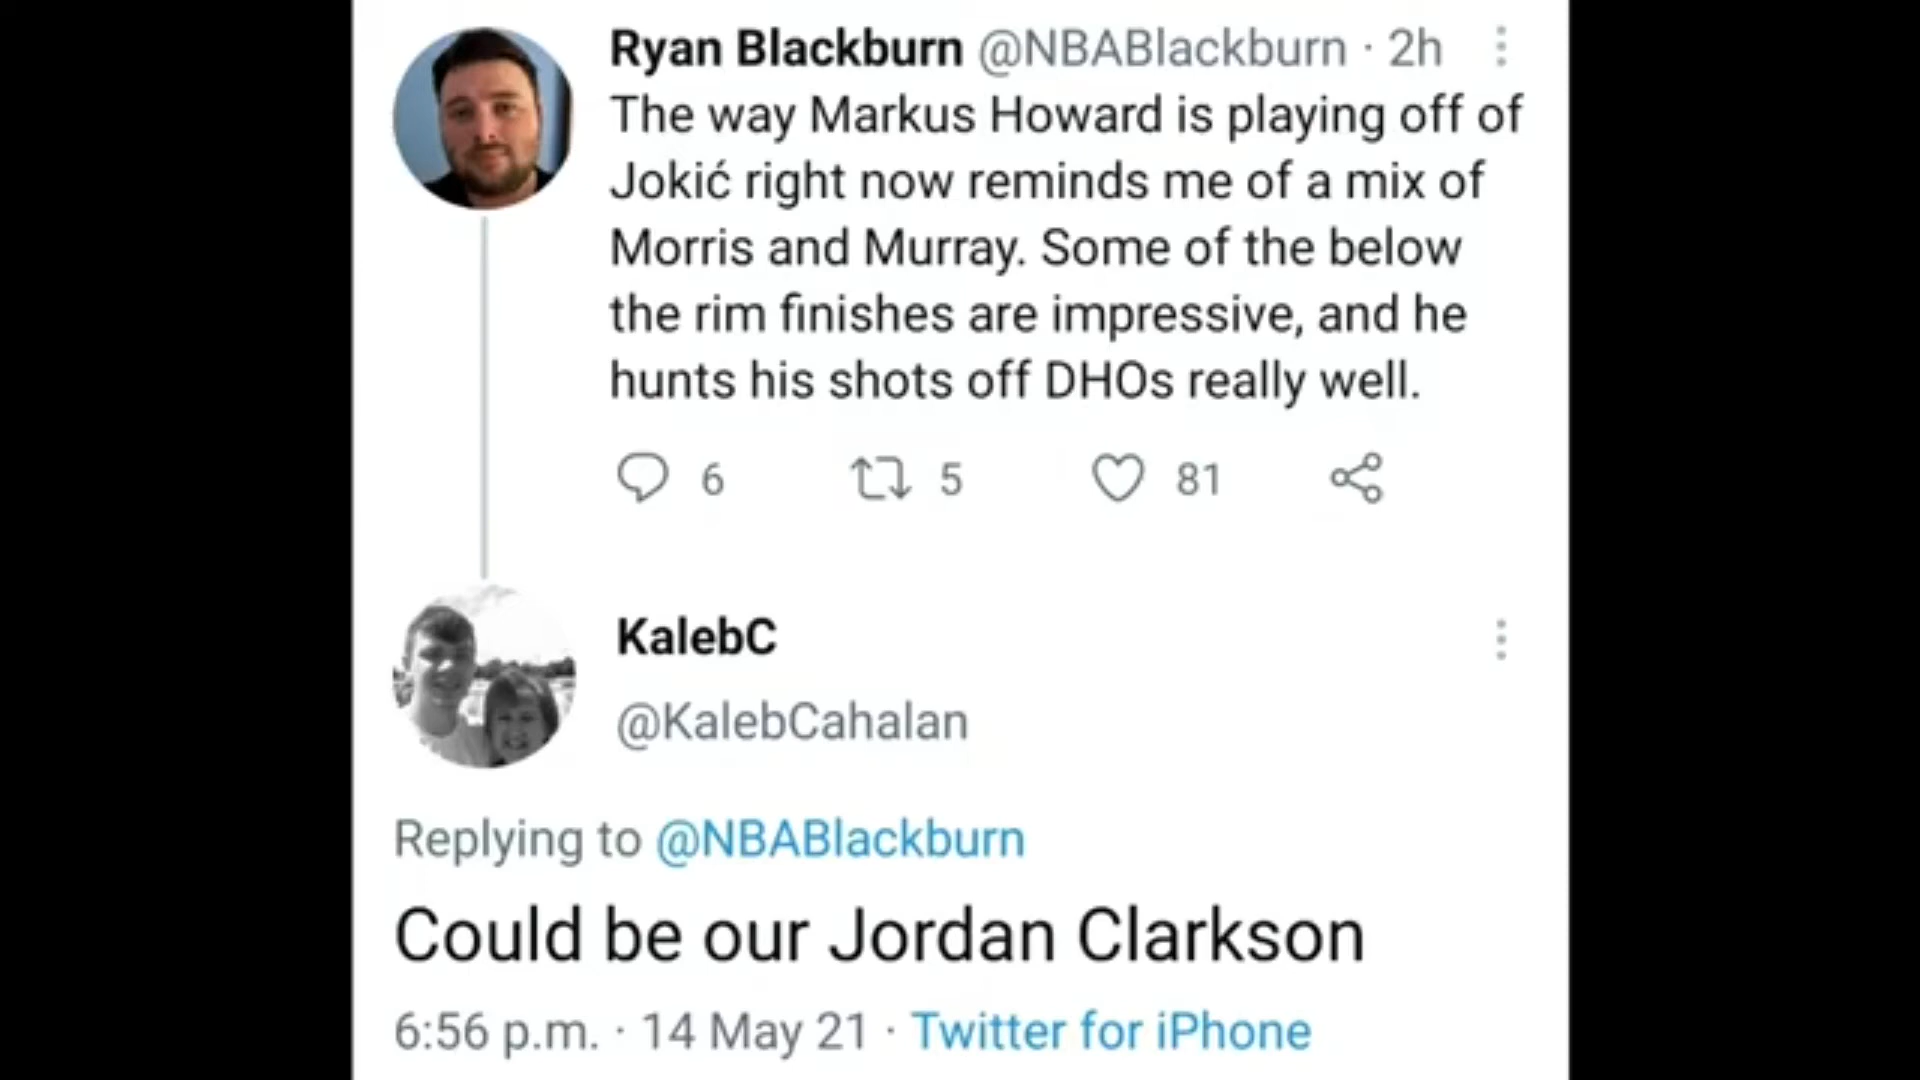 Ryan Blackburn @NBABlackburn · 2h
The way Markus Howard is playing off of
Jokić right now reminds me of a mix of
Morris and Murray. Some of the below
the rim finishes are impressive, and he
hunts his shots off DHOs really well.
6 5 81
KalebC
@KalebCahalan
Replying to @NBABlackburn
Could be our Jordan Clarkson
6:56 p.m. · 14 May 21 · Twitter for iPhone